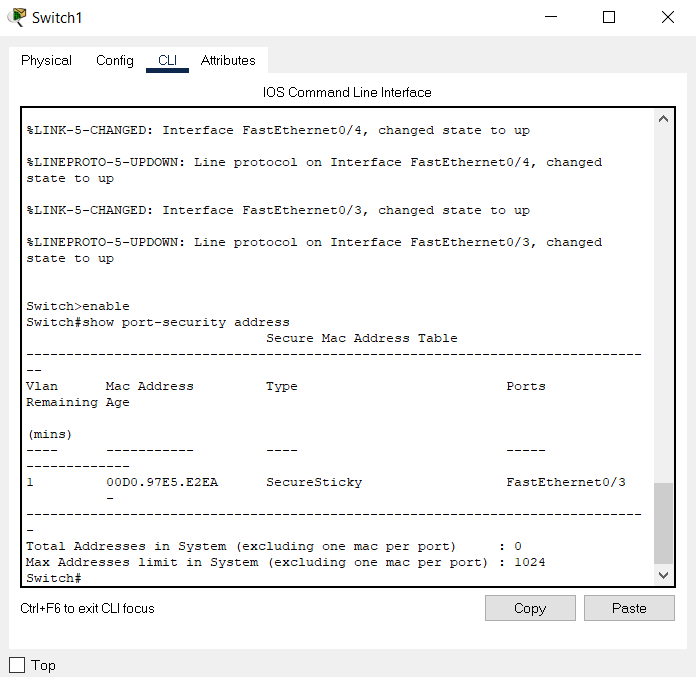 Switch1
Physical Config CLI Attributes
IOS Command Line Interface
%LINK-5-CHANGED: Interface FastEthernet0/4, changed state to up
%LINEPROTO-5-UPDOWN: Line protocol on Interface FastEthernet0/4, changed
state to up
%LINK-5-CHANGED: Interface FastEthernet0/3, changed state to up
%LINEPROTO-5-UPDOWN: Line protocol on Interface FastEthernet0/3, changed
state to up
Switch>enable
Switch#show port-security address
Secure Mac Address Table
-----------------------------------------------------------------------------
--
Vlan Mac Address Type Ports
Remaining Age
(mins)
---- ----------- ---- -----
-------------
1 00D0.97E5.E2EA SecureSticky FastEthernet0/3
-
-----------------------------------------------------------------------------
-
Total Addresses in System (excluding one mac per port) : 0
Max Addresses limit in System (excluding one mac per port) : 1024
Switch#
Ctrl+F6 to exit CLI focus
Copy Paste
Top